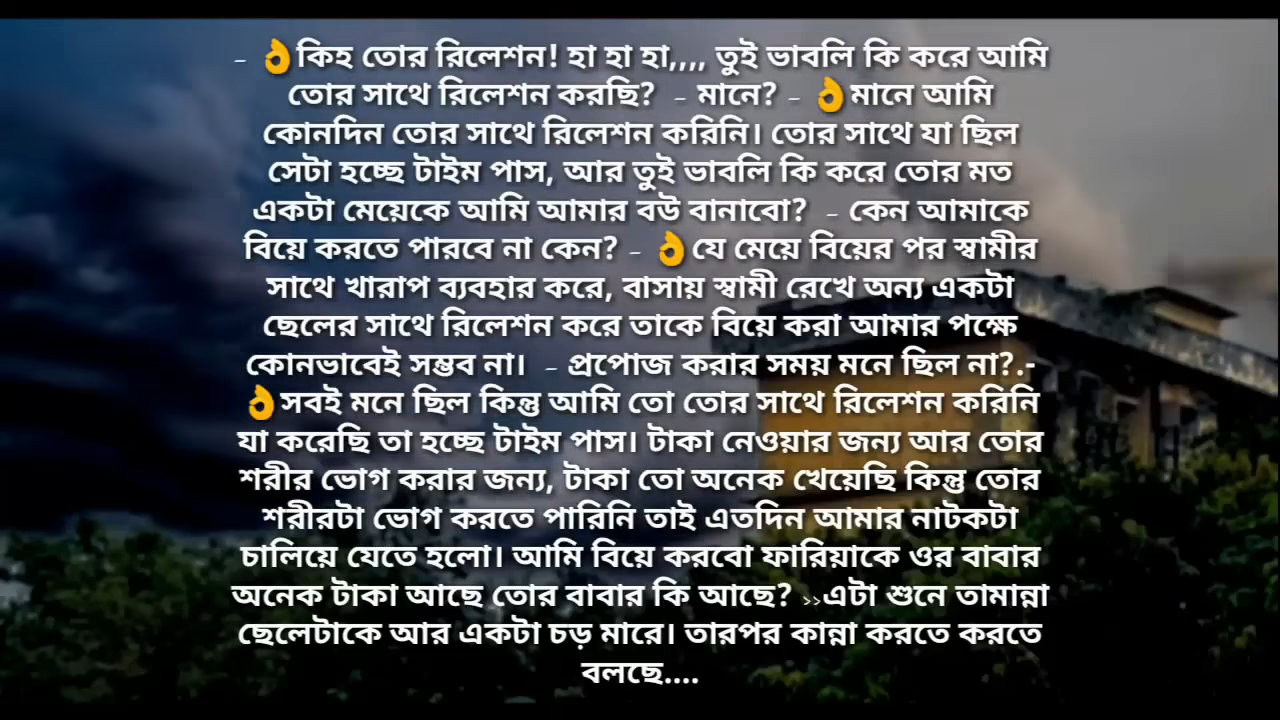 - 👌কিহ তোর রিলেশন! হা হা হা,,,, তুই ভাবলি কি করে আমি
তোর সাথে রিলেশন করছি? - মানে? - 👌মানে আমি
কোনদিন তোর সাথে রিলেশন করিনি। তোর সাথে যা ছিল
সেটা হচ্ছে টাইম পাস, আর তুই ভাবলি কি করে তোর মত
একটা মেয়েকে আমি আমার বউ বানাবো? - কেন আমাকে
বিয়ে করতে পারবে না কেন? - 👌যে মেয়ে বিয়ের পর স্বামীর
সাথে খারাপ ব্যবহার করে, বাসায় স্বামী রেখে অন্য একটা
ছেলের সাথে রিলেশন করে তাকে বিয়ে করা আমার পক্ষে
কোনভাবেই সম্ভব না। - প্রপোজ করার সময় মনে ছিল না?.-
👌সবই মনে ছিল কিন্তু আমি তো তোর সাথে রিলেশন করিনি
যা করেছি তা হচ্ছে টাইম পাস। টাকা নেওয়ার জন্য আর তোর
শরীর ভোগ করার জন্য, টাকা তো অনেক খেয়েছি কিন্তু তোর
শরীরটা ভোগ করতে পারিনি তাই এতদিন আমার নাটকটা
চালিয়ে যেতে হলো। আমি বিয়ে করবো ফারিয়াকে ওর বাবার
অনেক টাকা আছে তোর বাবার কি আছে? >>এটা শুনে তামান্না
ছেলেটাকে আর একটা চড় মারে। তারপর কান্না করতে করতে
বলছে....